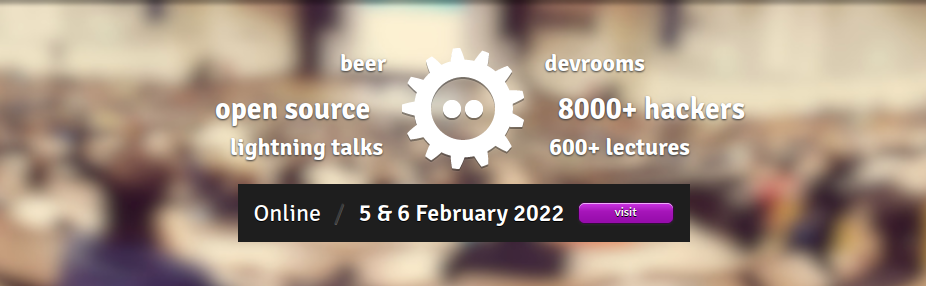 beer
devrooms
open source
8000+ hackers
lightning talks
600+ lectures
Online / 5 & 6 February 2022
visit